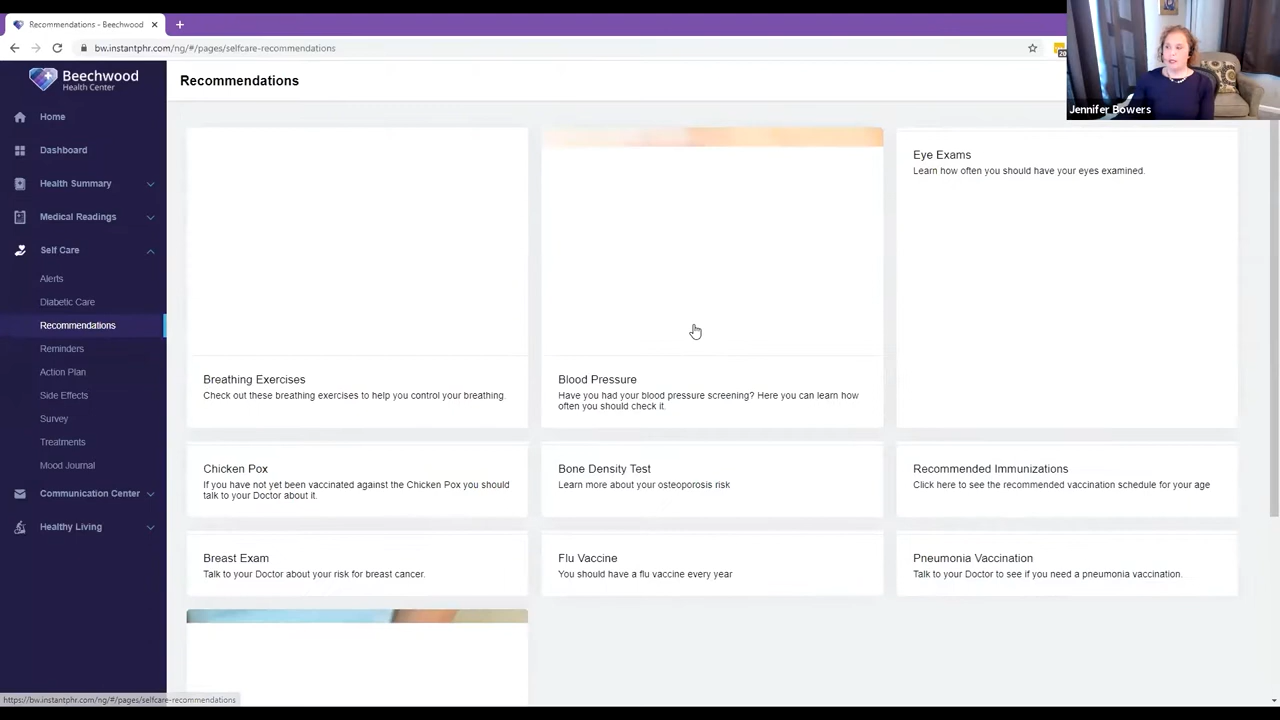 Recommendations - Beechwood
bw.instantphr.com/ng/#/pages/selfcare-recommendations
Beechwood
Health Center
Recommendations
Jennifer Bowers
Home
Dashboard
Health Summary
Medical Readings
Self Care
Alerts
Diabetic Care
Recommendations
Reminders
Action Plan
Side Effects
Survey
Treatments
Mood Journal
Communication Center
Healthy Living
Breathing Exercises
Check out these breathing exercises to help you control your breathing.
Blood Pressure
Have you had your blood pressure screening? Here you can learn how
often you should check it.
Eye Exams
Learn how often you should have your eyes examined.
Chicken Pox
If you have not yet been vaccinated against the Chicken Pox you should
talk to your Doctor about it.
Bone Density Test
Learn more about your osteoporosis risk
Recommended Immunizations
Click here to see the recommended vaccination schedule for your age
Breast Exam
Talk to your Doctor about your risk for breast cancer.
Flu Vaccine
You should have a flu vaccine every year
Pneumonia Vaccination
Talk to your Doctor to see if you need a pneumonia vaccination.
https://bw.instantphr.com/ng/#/pages/selfcare-recommendations